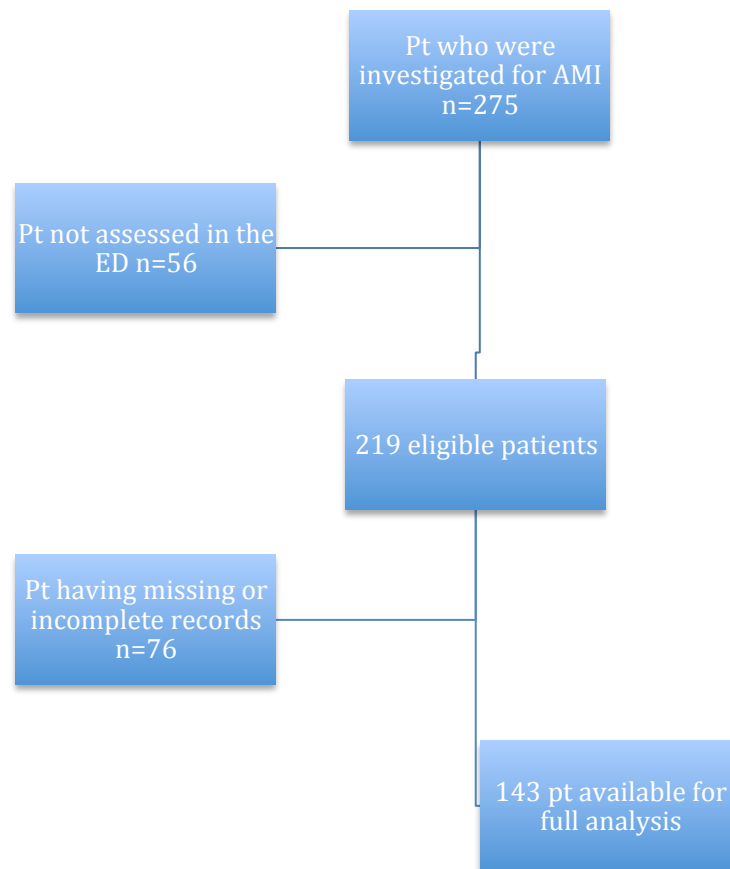 Pt who were
investigated for AMI
n=275
Pt not assessed in the
ED n=56
219 eligible patients
Pt having missing or
incomplete records
n=76
143 pt available for
full analysis